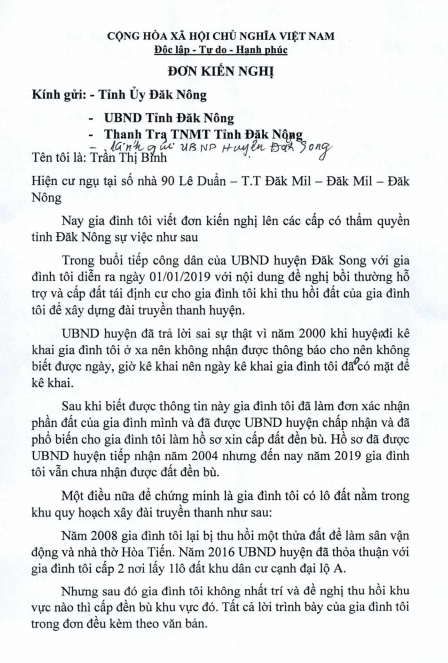 CỘNG HÒA XÃ HỘI CHỦ NGHĨA VIỆT NAM
Độc lập - Tự do - Hạnh phúc
ĐƠN KIẾN NGHỊ
Kính gửi: - Tỉnh Ủy Đăk Nông
- UBND Tỉnh Đăk Nông
- Thanh Tra TNMT Tỉnh Đăk Nông
- Kính gửi UBND Huyện Đăk Song
Tên tôi là: Trần Thị Bình
Hiện cư ngụ tại số nhà 90 Lê Duẩn – T.T Đăk Mil – Đăk Mil – Đăk
Nông
Nay gia đình tôi viết đơn kiến nghị lên các cấp có thẩm quyền
tỉnh Đăk Nông sự việc như sau
Trong buổi tiếp công dân của UBND huyện Đăk Song với gia
đình tôi diễn ra ngày 01/01/2019 với nội dung đề nghị bồi thường hỗ
trợ và cấp đất tái định cư cho gia đình tôi khi thu hồi đất của gia đình
tôi để xây dựng đài truyền thanh huyện.
UBND huyện đã trả lời sai sự thật vì năm 2000 khi huyện đi kê
khai gia đình tôi ở xa nên không nhận được thông báo cho nên không
biết được ngày, giờ kê khai nên ngày kê khai gia đình tôi đã có mặt để
kê khai.
Sau khi biết được thông tin này gia đình tôi đã làm đơn xác nhận
phần đất của gia đình mình và đã được UBND huyện chấp nhận và đã
phổ biến cho gia đình tôi làm hồ sơ xin cấp đất đền bù. Hồ sơ đã được
UBND huyện tiếp nhận năm 2004 nhưng đến nay năm 2019 gia đình
tôi vẫn chưa nhận được đất đền bù.
Một điều nữa để chứng minh là gia đình tôi có lô đất nằm trong
khu quy hoạch xây đài truyền thanh như sau:
Năm 2008 gia đình tôi lại bị thu hồi một thửa đất để làm sân vận
động và nhà thờ Hòa Tiến. Năm 2016 UBND huyện đã thỏa thuận với
gia đình tôi cấp 2 nơi lấy 1lô đất khu dân cư cạnh đại lộ A.
Nhưng sau đó gia đình tôi không nhất trí và đề nghị thu hồi khu
vực nào thì cấp đền bù khu vực đó. Tất cả lời trình bày của gia đình tôi
trong đơn đều kèm theo văn bản.